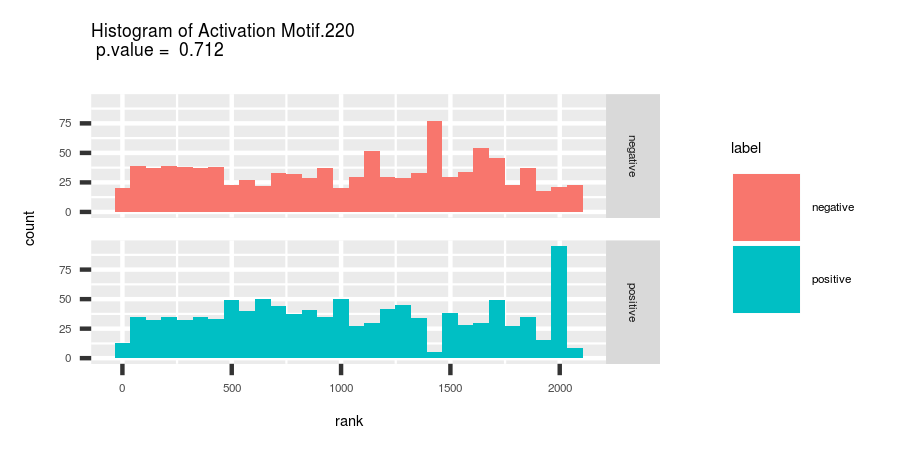 Histogram of Activation Motif.220
p.value = 0.712
count
75
50
25
0
negative
75
50
25
0
positive
0 500 1000 1500 2000
rank
label
negative
positive